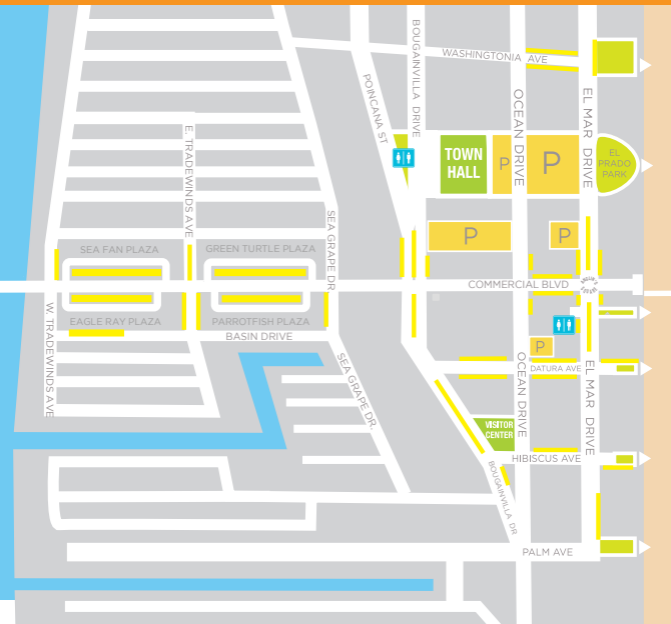 WASHINGTONIA AVE
BOUGAINVILLA DRIVE
POINCANA ST
OCEAN DRIVE
EL MAR DRIVE
E. TRADEWINDS AVE
TOWN
HALL
P
P
EL
PRADO
PARK
SEA GRAPE DR
SEA FAN PLAZA
GREEN TURTLE PLAZA
P
P
COMMERCIAL BLVD
W. TRADEWINDS AVE
EAGLE RAY PLAZA
PARROTFISH PLAZA
BASIN DRIVE
P
SEA GRAPE DR.
OCEAN DRIVE
DATURA AVE
EL MAR DRIVE
VISITOR
CENTER
HIBISCUS AVE
BOUGAINVILLA DR
PALM AVE